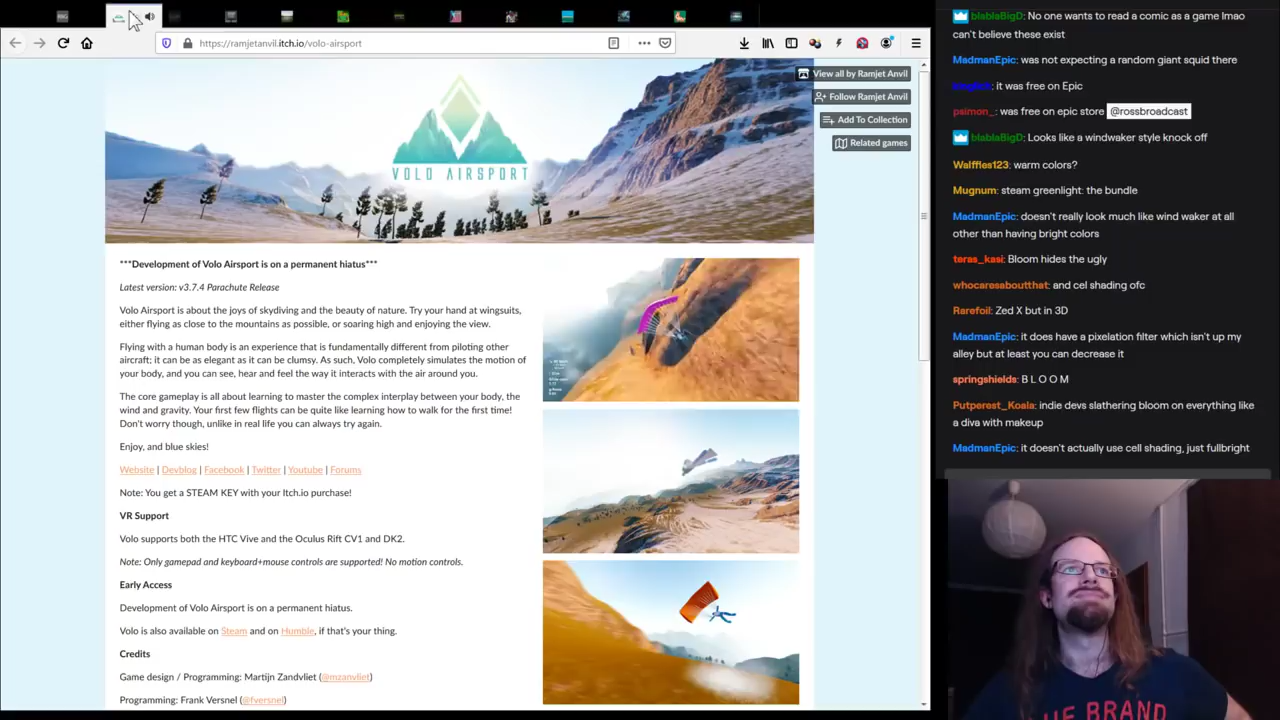 https://ramjetanvil.itch.io/volo-airsport
View all by Ramjet Anvil
Follow Ramjet Anvil
Add To Collection
Related games
VOLO AIRSPORT
***Development of Volo Airsport is on a permanent hiatus***
Latest version: v3.7.4 Parachute Release
Volo Airsport is about the joys of skydiving and the beauty of nature. Try your hand at wingsuits,
either flying as close to the mountains as possible, or soaring high and enjoying the view.
Flying with a human body is an experience that is fundamentally different from piloting other
aircraft; it can be as elegant as it can be clumsy. As such, Volo completely simulates the motion of
your body, and you can see, hear and feel the way it interacts with the air around you.
The core gameplay is all about learning to master the complex interplay between your body, the
wind and gravity. Your first few flights can be quite like learning how to walk for the first time!
Don't worry though, unlike in real life you can always try again.
Enjoy, and blue skies!
Website | Devblog | Facebook | Twitter | Youtube | Forums
Note: You get a STEAM KEY with your Itch.io purchase!
VR Support
Volo supports both the HTC Vive and the Oculus Rift CV1 and DK2.
Note: Only gamepad and keyboard+mouse controls are supported! No motion controls.
Early Access
Development of Volo Airsport is on a permanent hiatus.
Volo is also available on Steam and on Humble, if that's your thing.
Credits
Game design / Programming: Martijn Zandvliet (@mzanvliet)
Programming: Frank Versnel (@fversnel)
blablaBigD: No one wants to read a comic as a game lmao
can't believe these exist
MadmanEpic: was not expecting a random giant squid there
it was free on Epic
psimon_: was free on epic store @rossbroadcast
blablaBigD: Looks like a windwaker style knock off
Walffles123: warm colors?
Mugnum: steam greenlight: the bundle
MadmanEpic: doesn't really look much like wind waker at all
other than having bright colors
teras_kasi: Bloom hides the ugly
whocaresaboutthat: and cel shading ofc
Rarefoil: Zed X but in 3D
MadmanEpic: it does have a pixelation filter which isn't up my
alley but at least you can decrease it
springshields: B L O O M
Putperest_Koala: indie devs slathering bloom on everything like
a diva with makeup
MadmanEpic: it doesn't actually use cell shading, just fullbright
BRAND